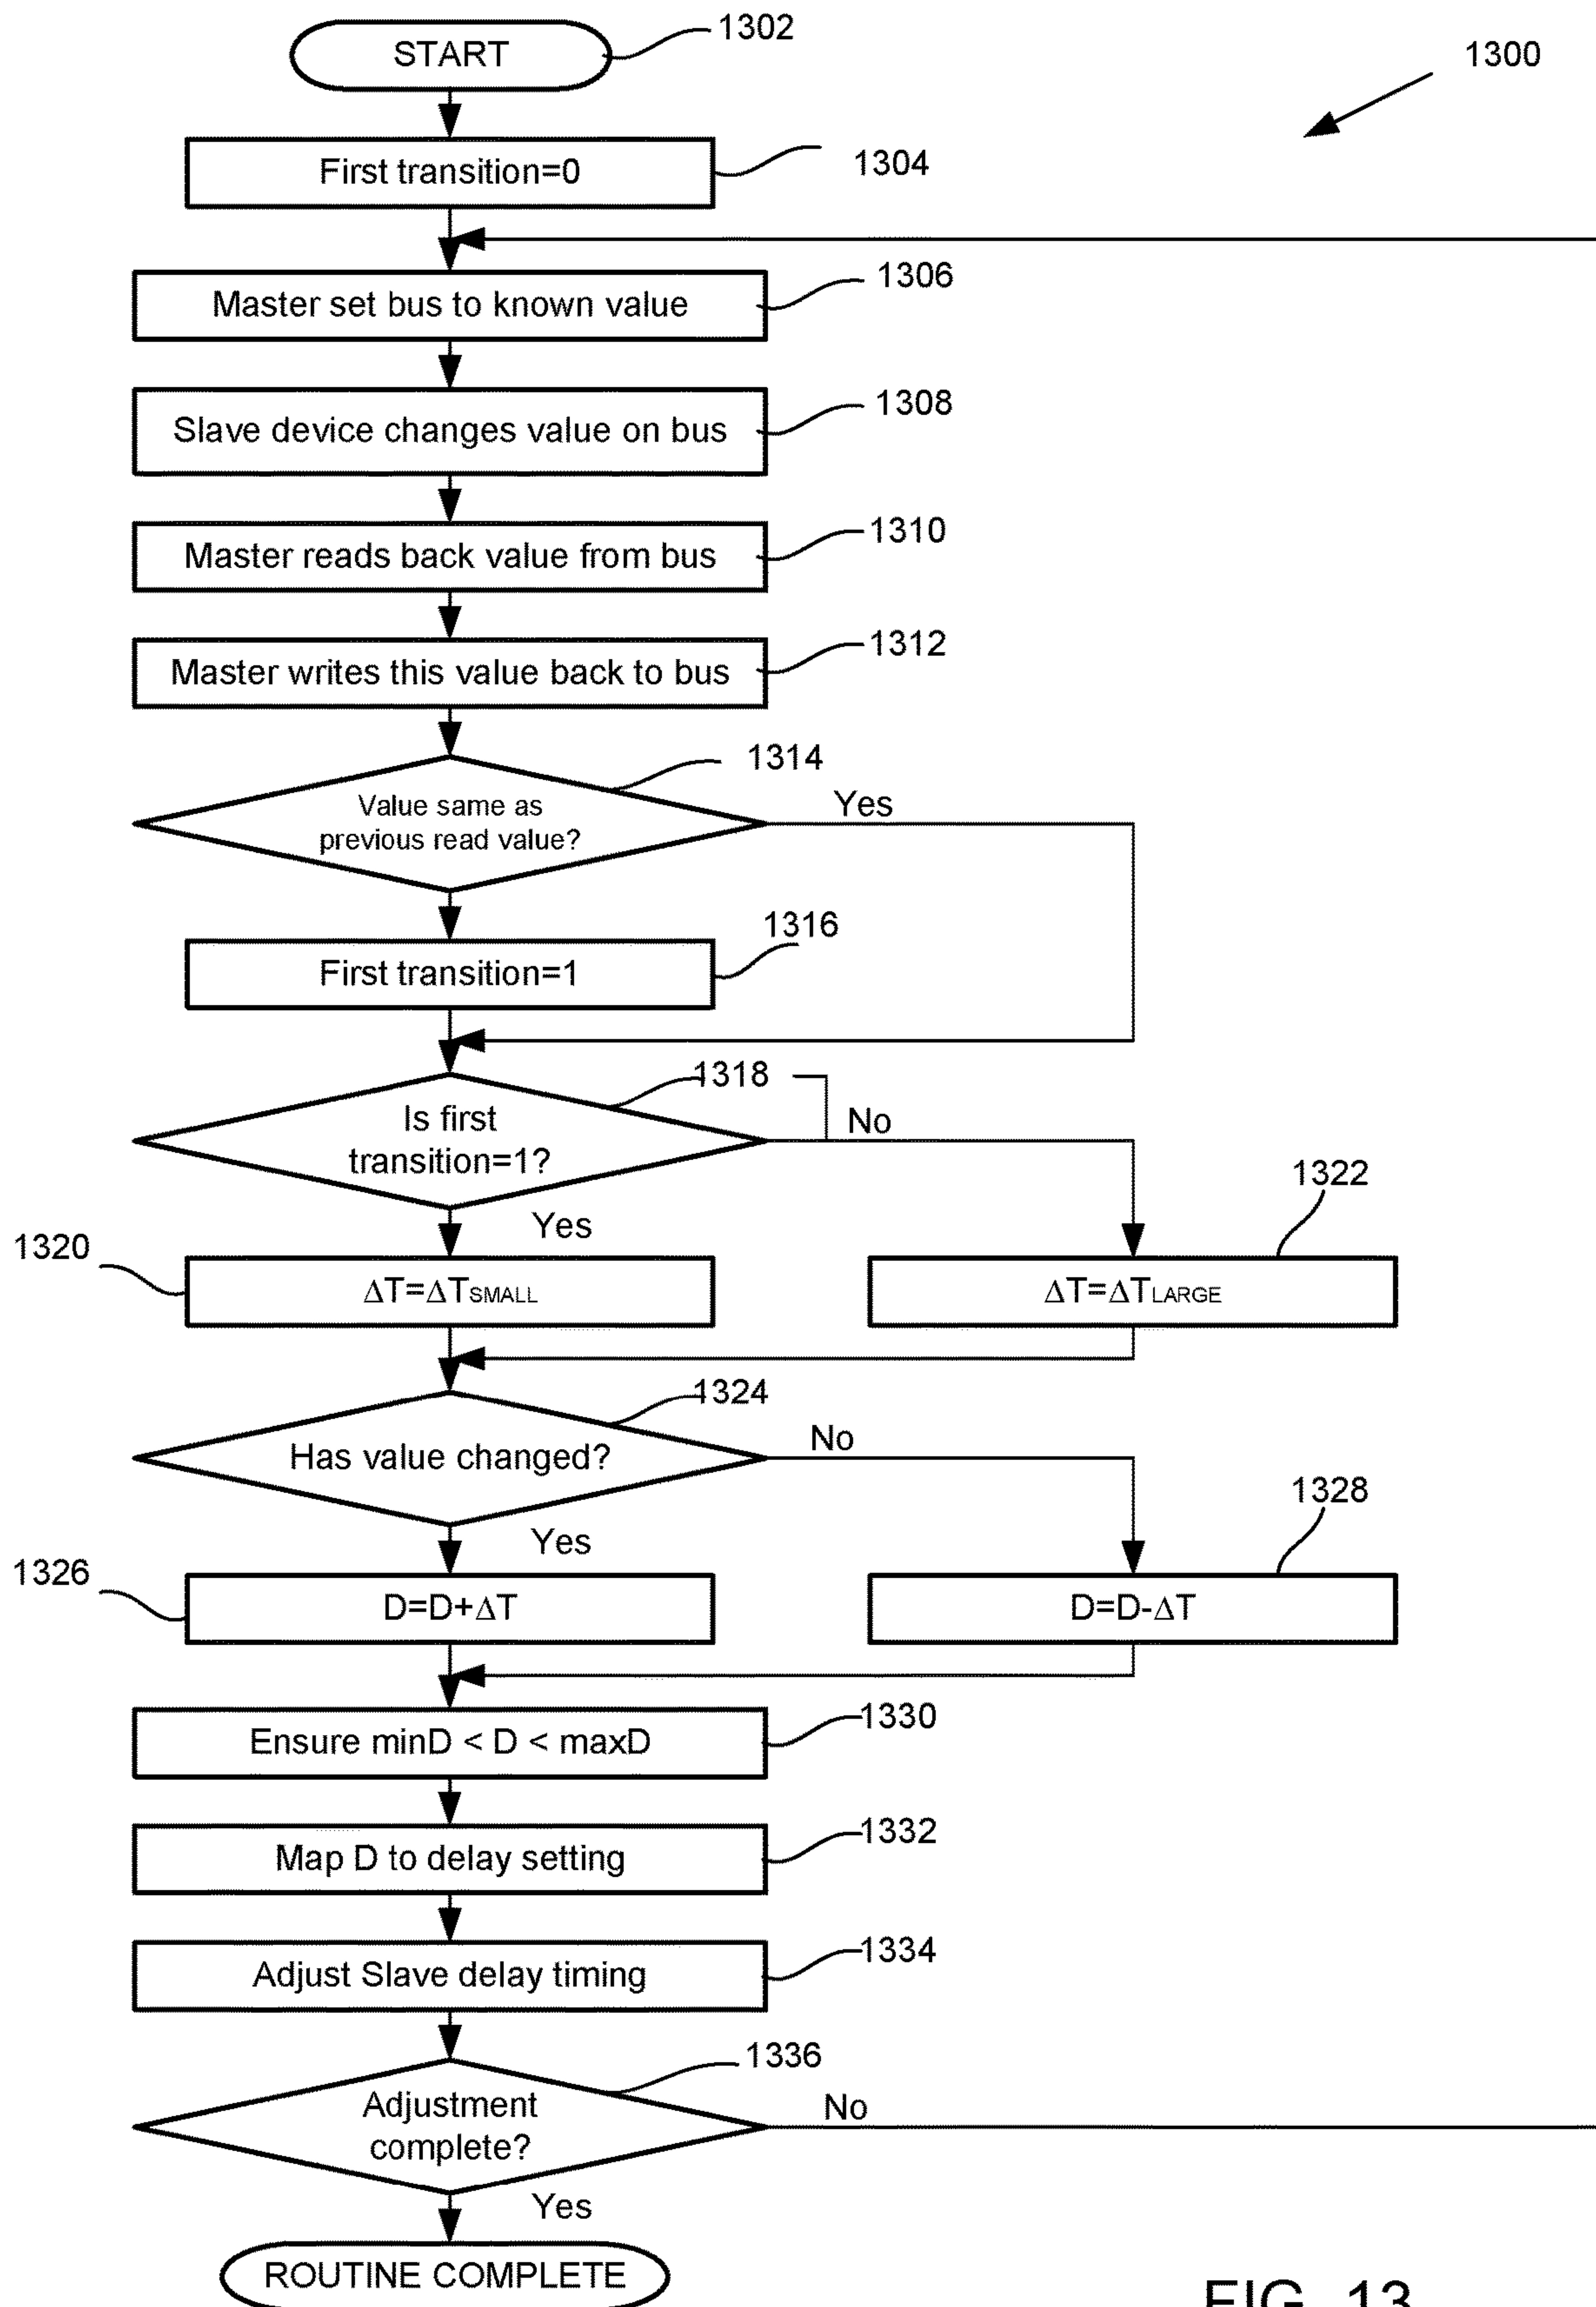 START
1302
1300
First transition=0
1304
Master set bus to known value
1306
Slave device changes value on bus
1308
Master reads back value from bus
1310
Master writes this value back to bus
1312
1314
Value same as
previous read value?
Yes
First transition=1
1316
1318
Is first
transition=1?
No
Yes
1320
1322
ΔT=ΔTSMALL
ΔT=ΔTLARGE
1324
Has value changed?
No
Yes
1326
1328
D=D+ΔT
D=D-ΔT
Ensure minD < D < maxD
1330
Map D to delay setting
1332
Adjust Slave delay timing
1334
1336
Adjustment
complete?
No
Yes
ROUTINE COMPLETE
FIG. 13